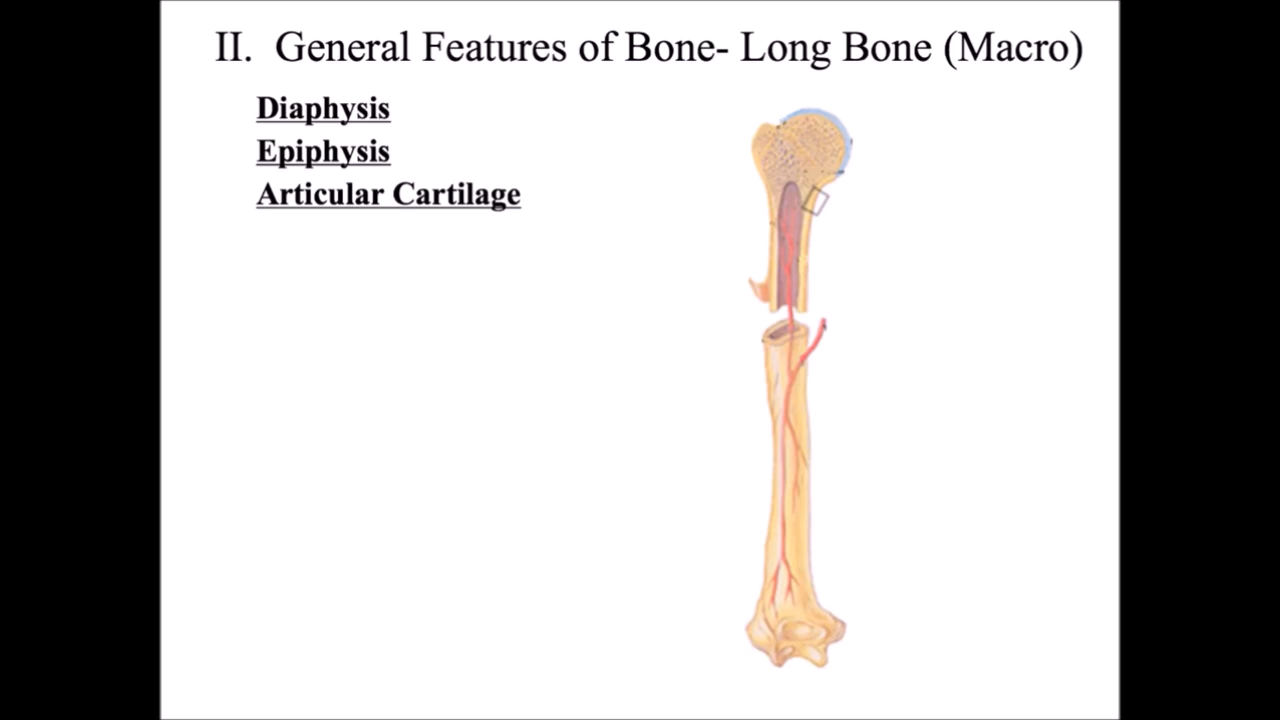 II. General Features of Bone- Long Bone (Macro)
Diaphysis
Epiphysis
Articular Cartilage